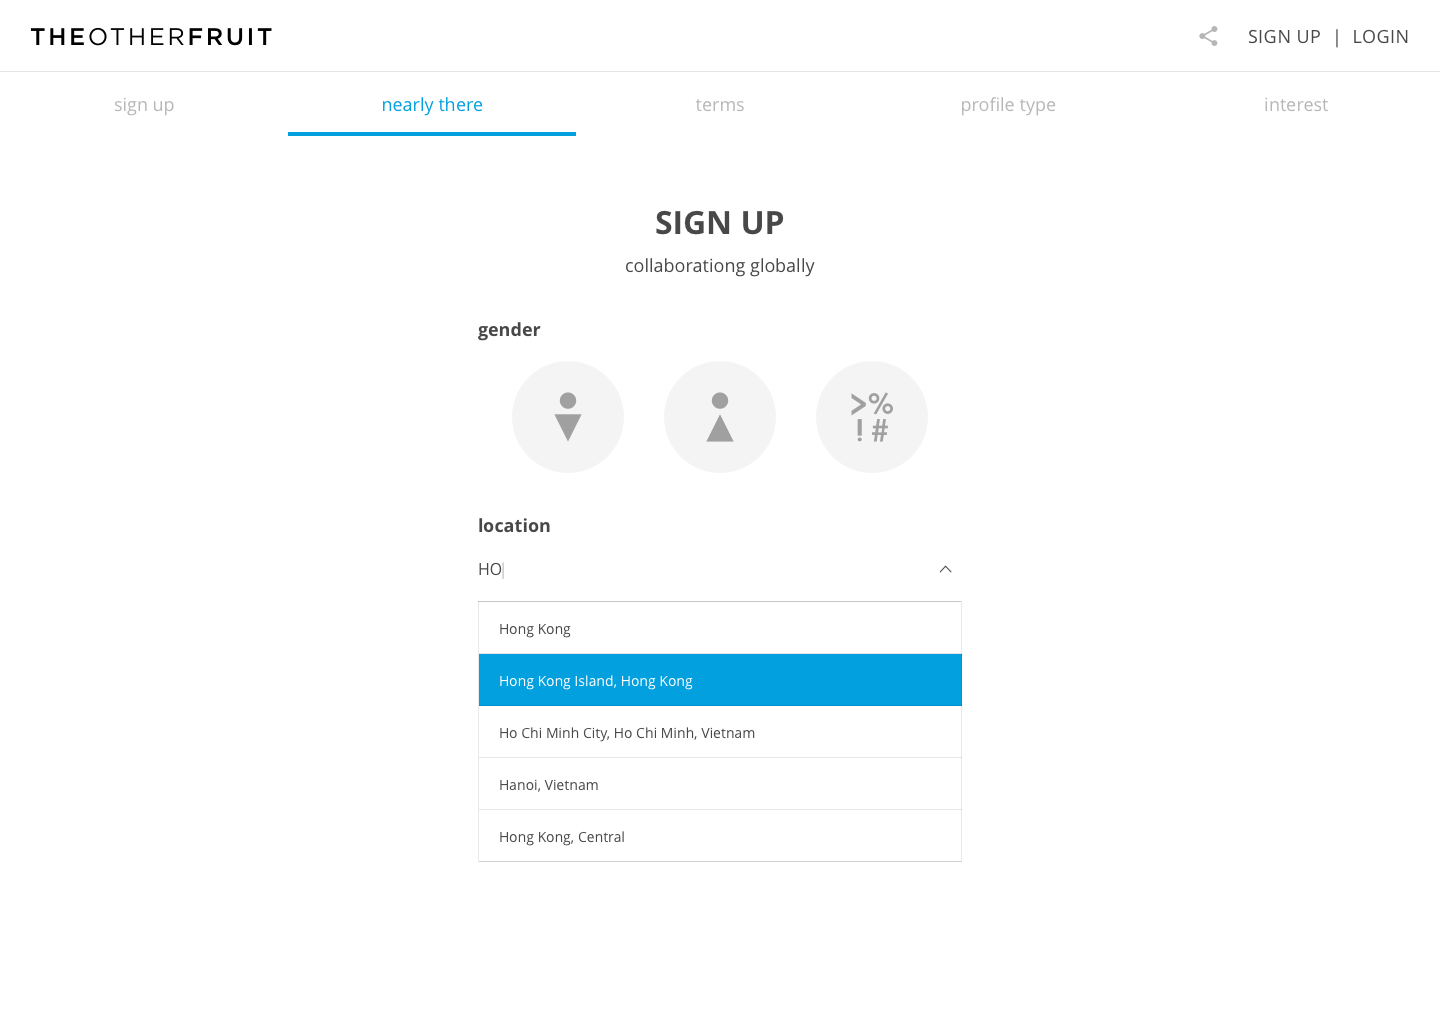 THEOTHERFRUIT
SIGN UP | LOGIN
sign up
nearly there
terms
profile type
interest
SIGN UP
collaborationg globally
gender
>%
!#
location
HO
Hong Kong
Hong Kong Island, Hong Kong
Ho Chi Minh City, Ho Chi Minh, Vietnam
Hanoi, Vietnam
Hong Kong, Central